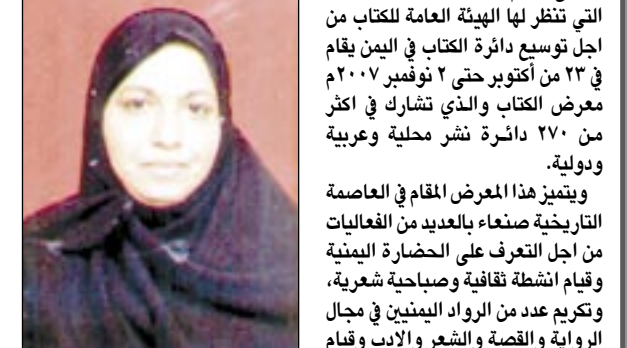 التي تنظر لها الهيئة العامة للكتاب من
اجل توسيع دائرة الكتاب في اليمن يقام
في ٢٣ من أكتوبر حتى ٢ نوفمبر ٢٠٠٧م
معرض الكتاب والذي تشارك في اكثر
من ٢٧٠ دائرة نشر محلية وعربية
ودولية.
ويتميز هذا المعرض المقام في العاصمة
التاريخية صنعاء بالعديد من الفعاليات
من اجل التعرف على الحضارة اليمنية
وقيام انشطة ثقافية وصباحية شعرية،
وتكريم عدد من الرواد اليمنيين في مجال
الرواية والقصة والشعر والادب وقيام